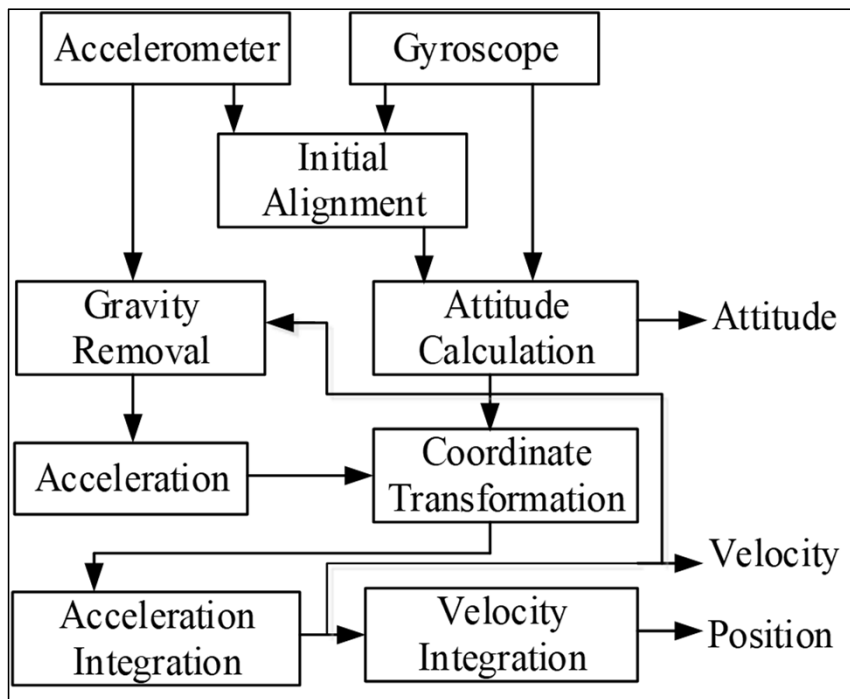 Accelerometer
Gyroscope
Initial
Alignment
Gravity
Removal
Attitude
Calculation
Attitude
Acceleration
Coordinate
Transformation
Velocity
Acceleration
Integration
Velocity
Integration
Position